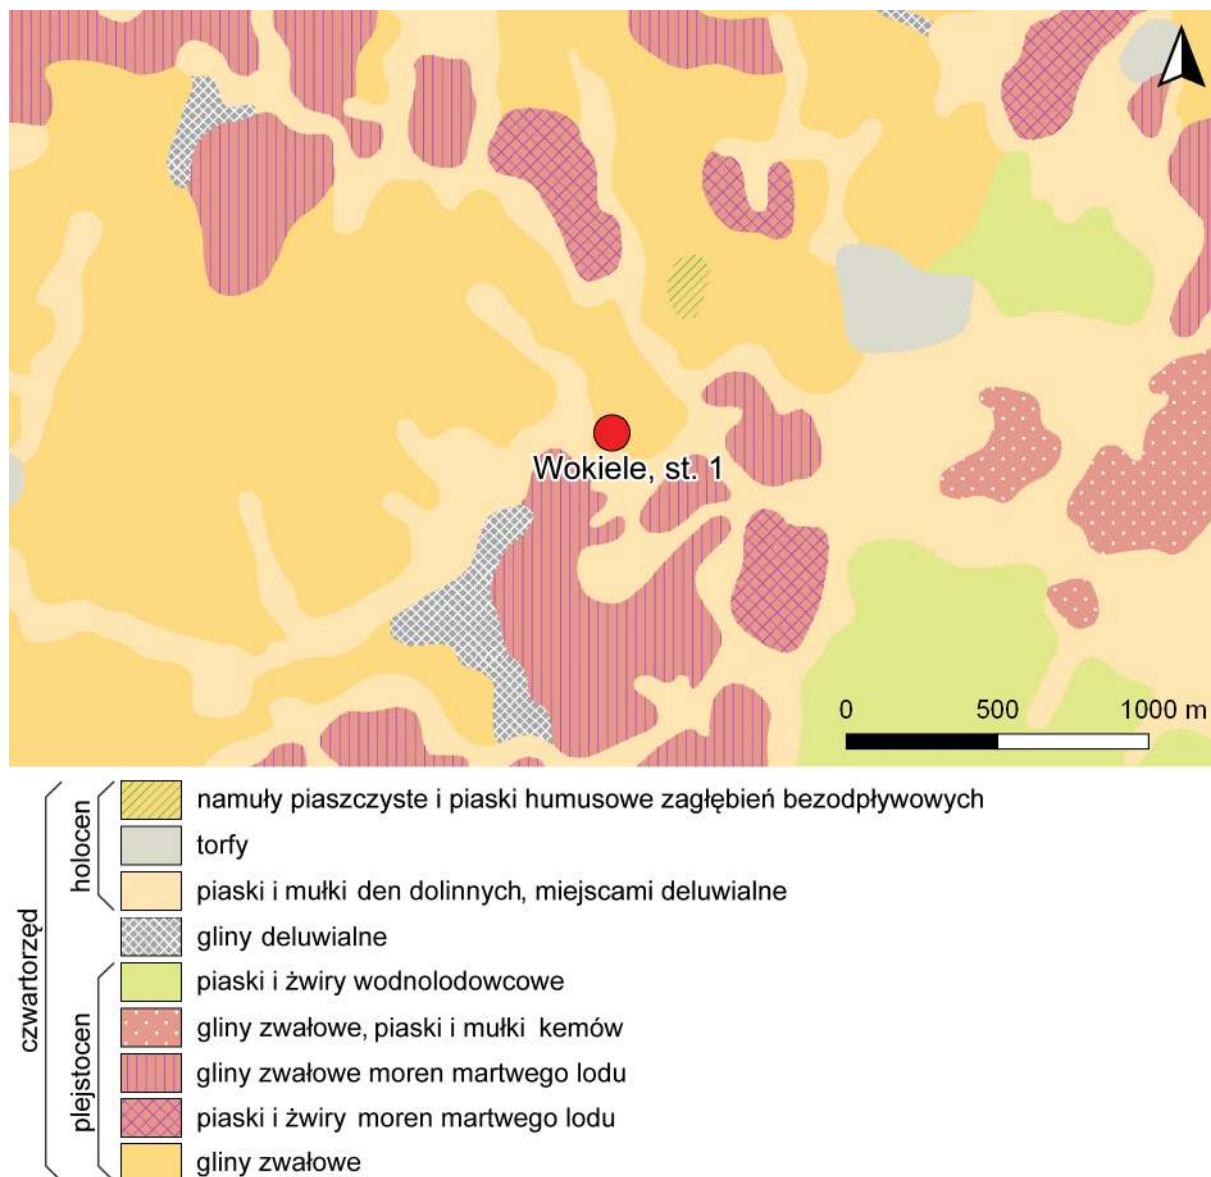 Wokiele, st. 1
0 500 1000 m
namuły piaszczyste i piaski humusowe zagłębień bezodpływowych
torfy
piaski i mułki den dolinnych, miejscami deluwialne
gliny deluwialne
piaski i żwiry wodnolodowcowe
gliny zwałowe, piaski i mułki kemów
gliny zwałowe moren martwego lodu
piaski i żwiry moren martwego lodu
gliny zwałowe
holocen
plejstocen
czwartorzęd